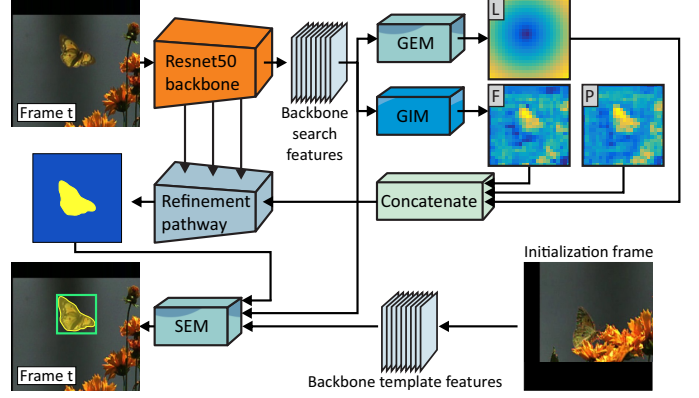 Frame t
Resnet50
backbone
Backbone
search
features
GEM
GIM
L
F
P
Refinement
pathway
Concatenate
Initialization frame
Frame t
SEM
Backbone template features